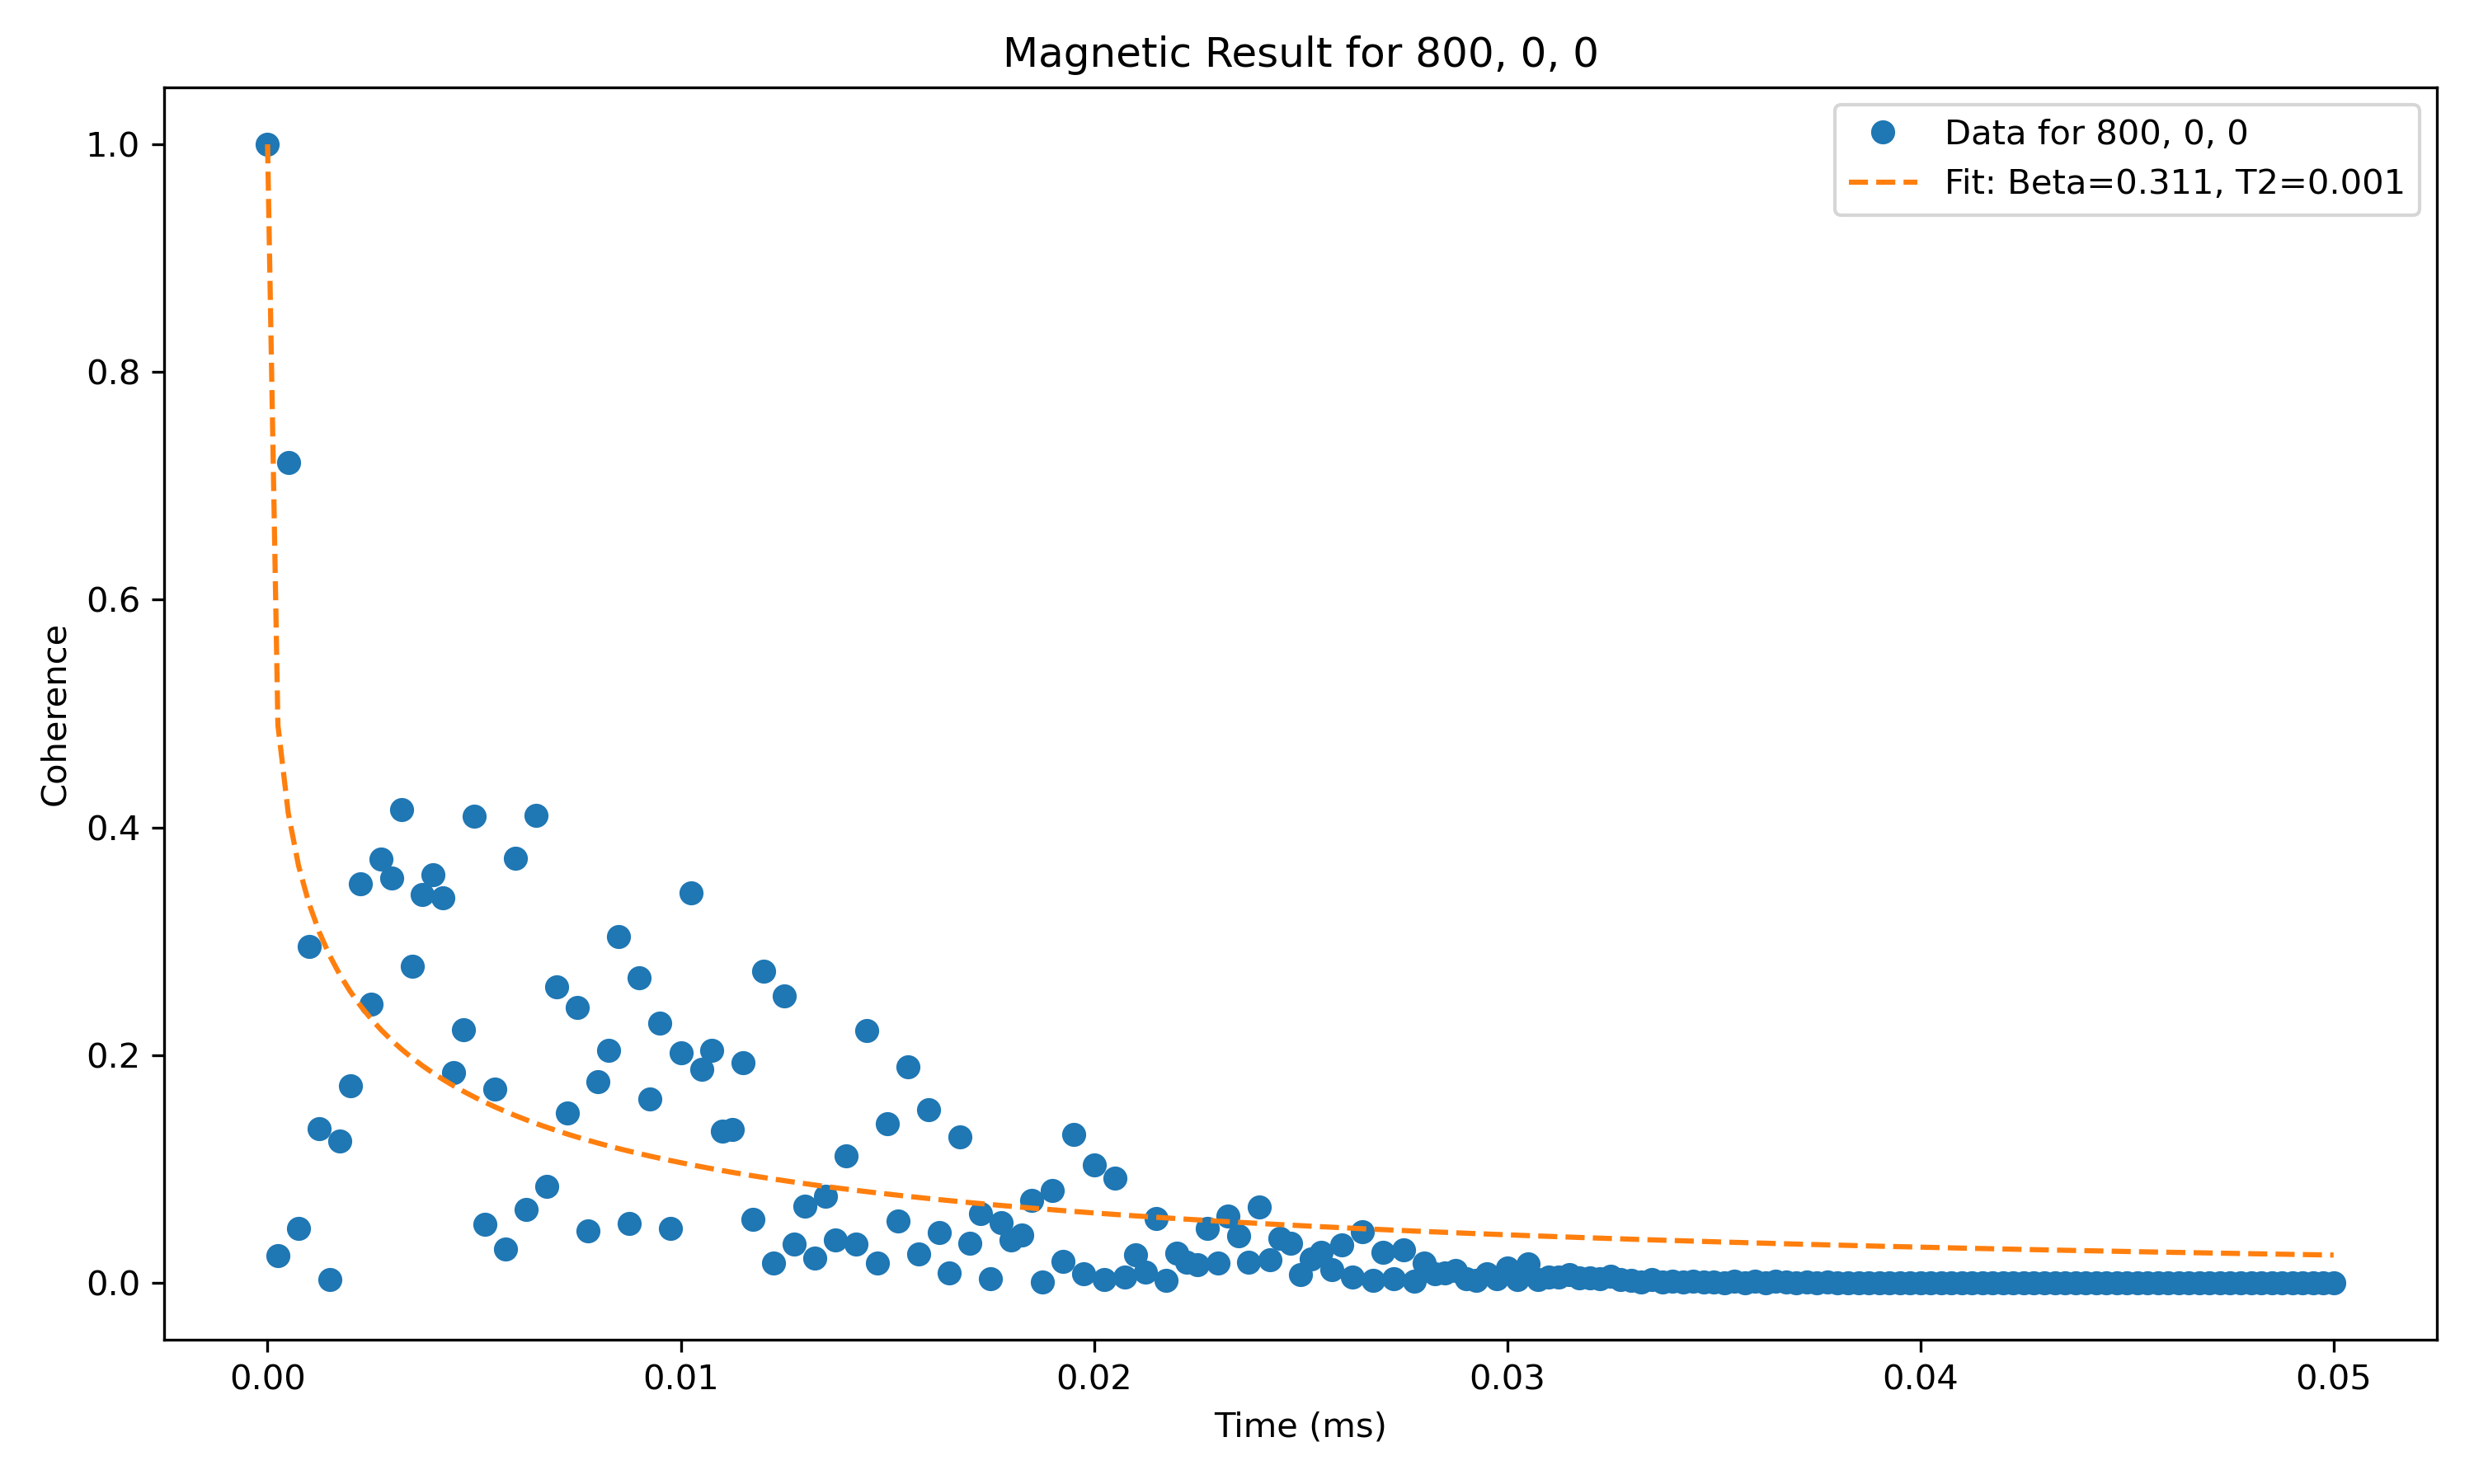 Magnetic Result for 800, 0, 0
Data for 800, 0, 0
Fit: Beta=0.311, T2=0.001
Coherence
1.0
0.8
0.6
0.4
0.2
0.0
0.00 0.01 0.02 0.03 0.04 0.05
Time (ms)